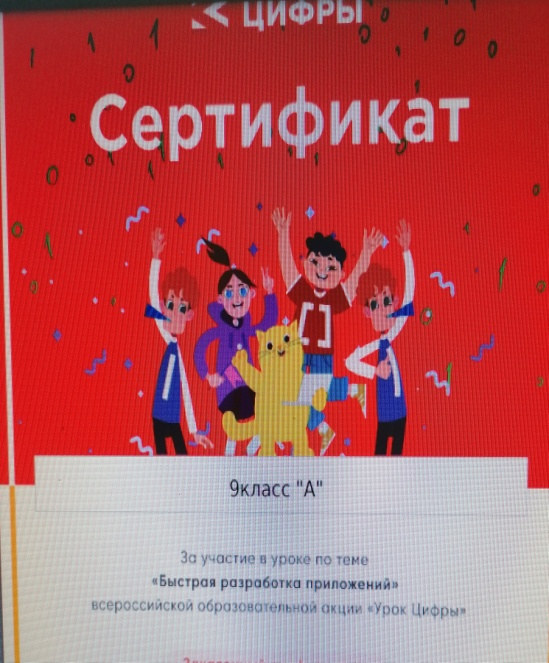 ЦИФРЫ
Сертификат
9класс "А"
За участие в уроке по теме
«Быстрая разработка приложений»
всероссийской образовательной акции «Урок Цифры»